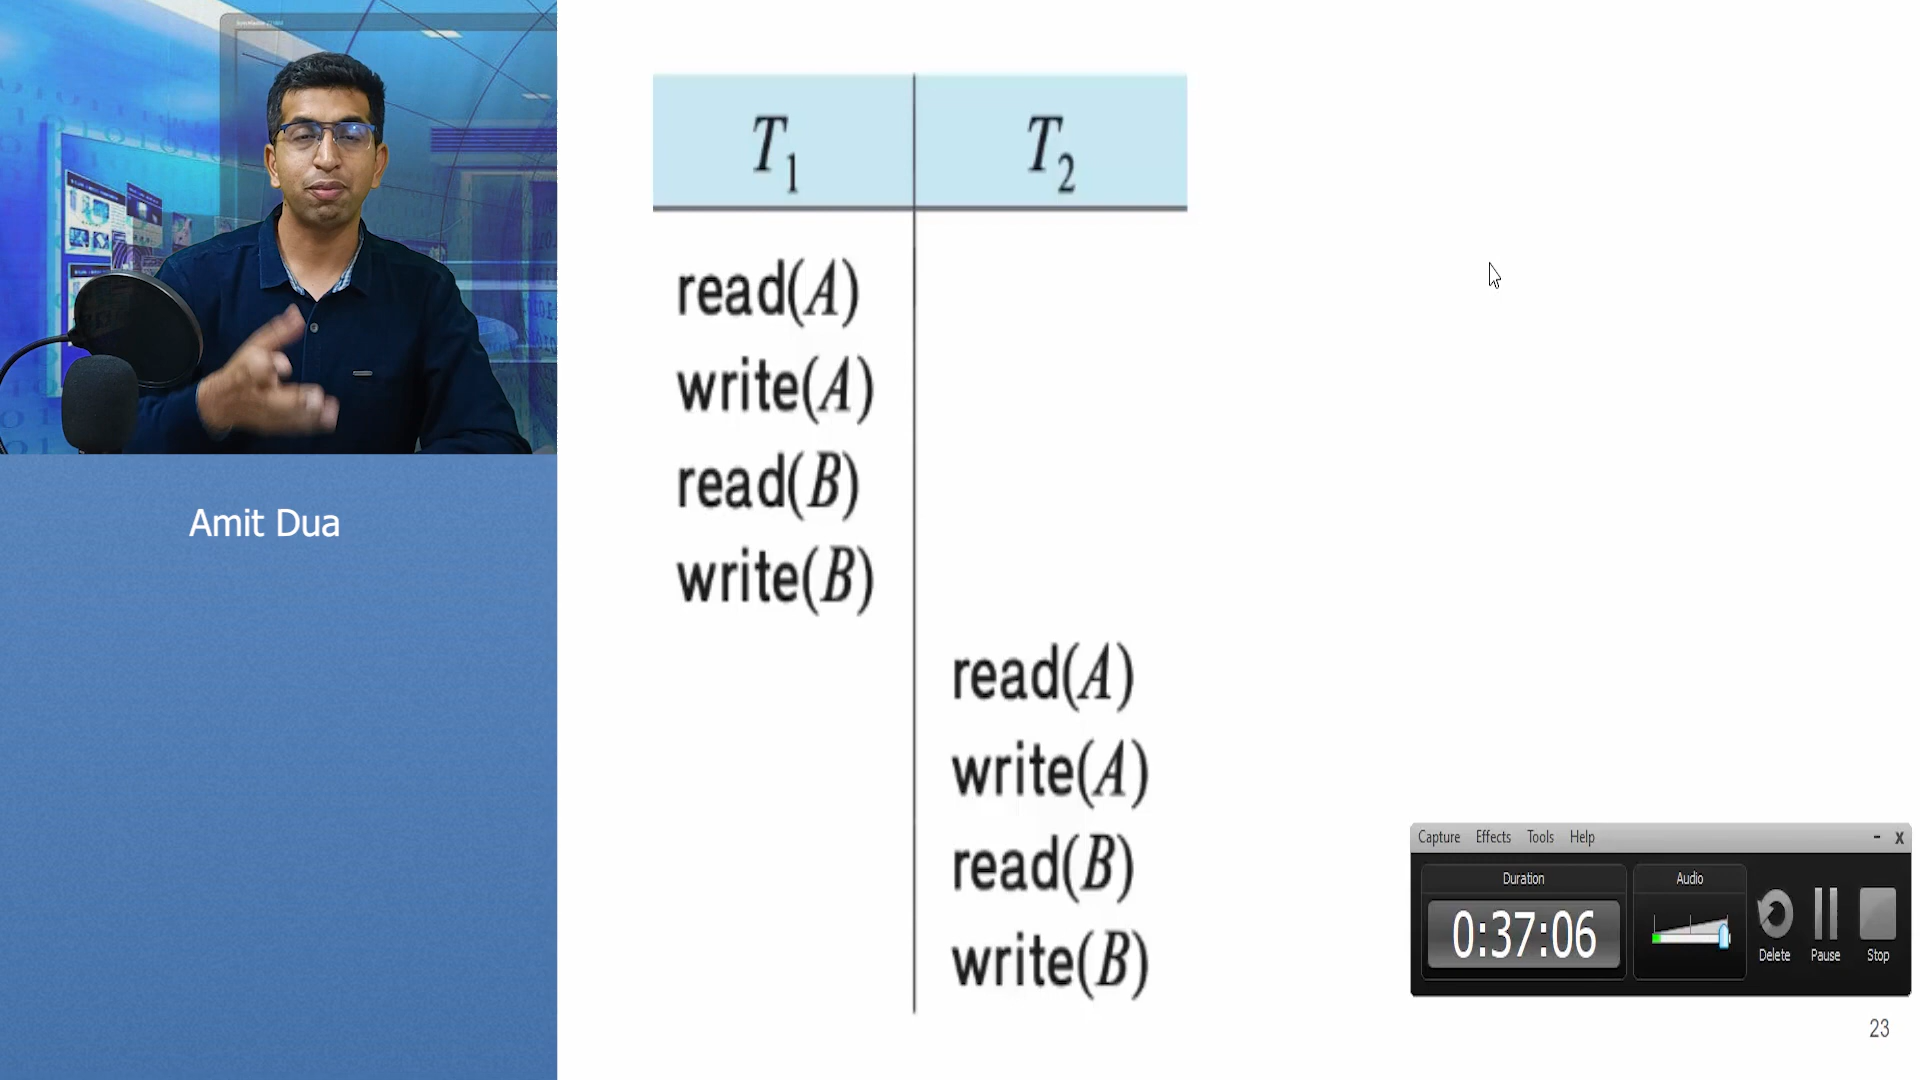 Amit Dua
T1 T2
read(A)
write(A)
read(B)
write(B)
read(A)
write(A)
read(B)
write(B)
Capture Effects Tools Help - X
Duration Audio
0:37:06
Delete Pause Stop
23